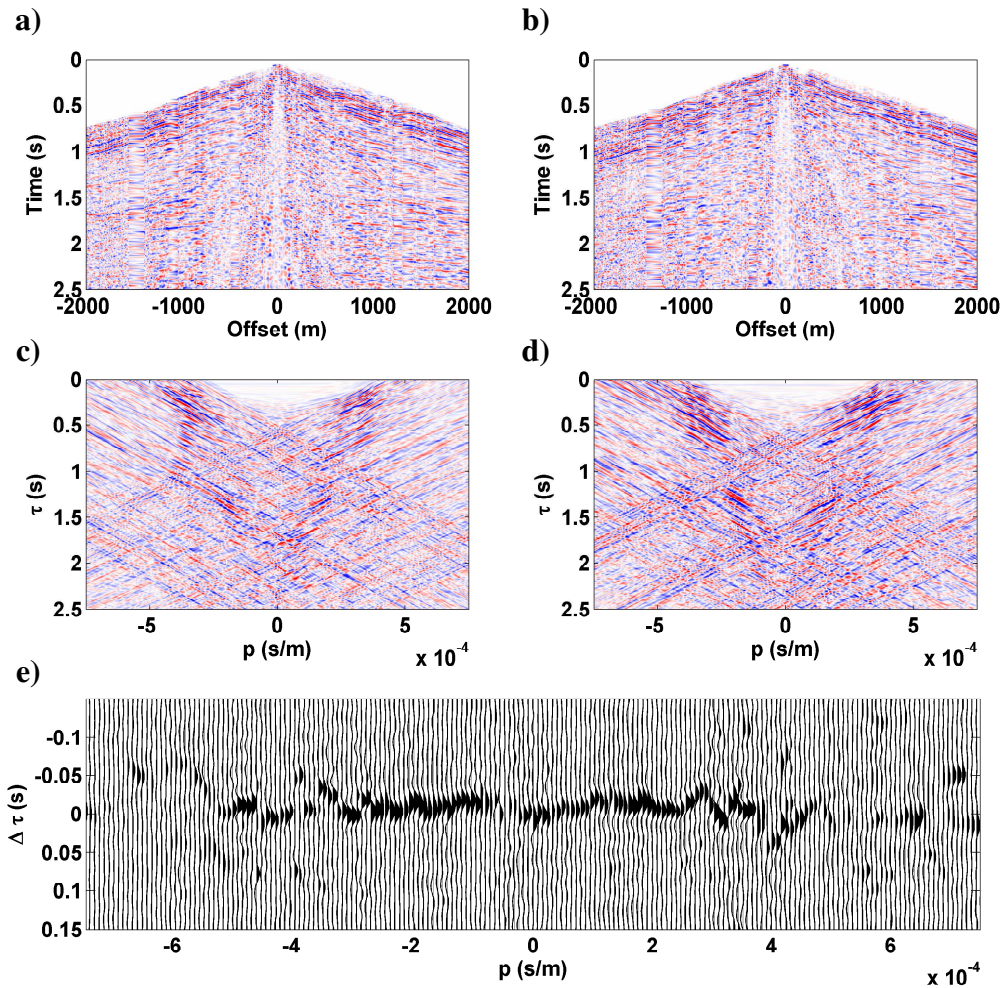 a)
b)
0
0.5
1
1.5
2
2.5
Time (s)
-2000 -1000 0 1000 2000
Offset (m)
0
0.5
1
1.5
2
2.5
Time (s)
-2000 -1000 0 1000 2000
Offset (m)
c)
d)
0
0.5
1
1.5
2
2.5
τ (s)
-5 0 5
p (s/m)
x 10⁻⁴
0
0.5
1
1.5
2
2.5
τ (s)
-5 0 5
p (s/m)
x 10⁻⁴
e)
-0.1
-0.05
0
0.05
0.1
0.15
Δ τ (s)
-6 -4 -2 0 2 4 6
p (s/m)
x 10⁻⁴